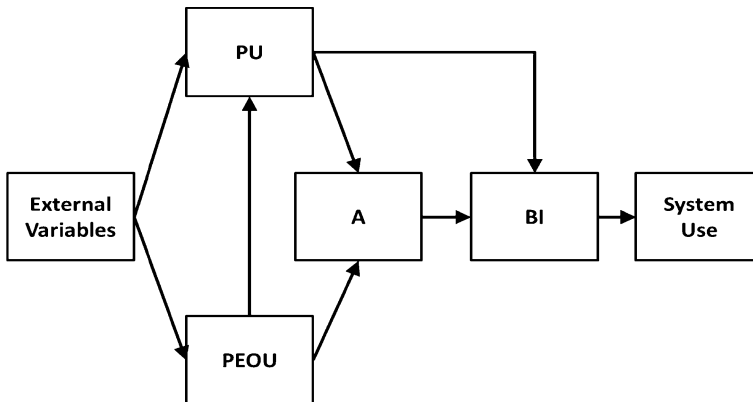 PU
External
Variables
A
BI
System
Use
PEOU